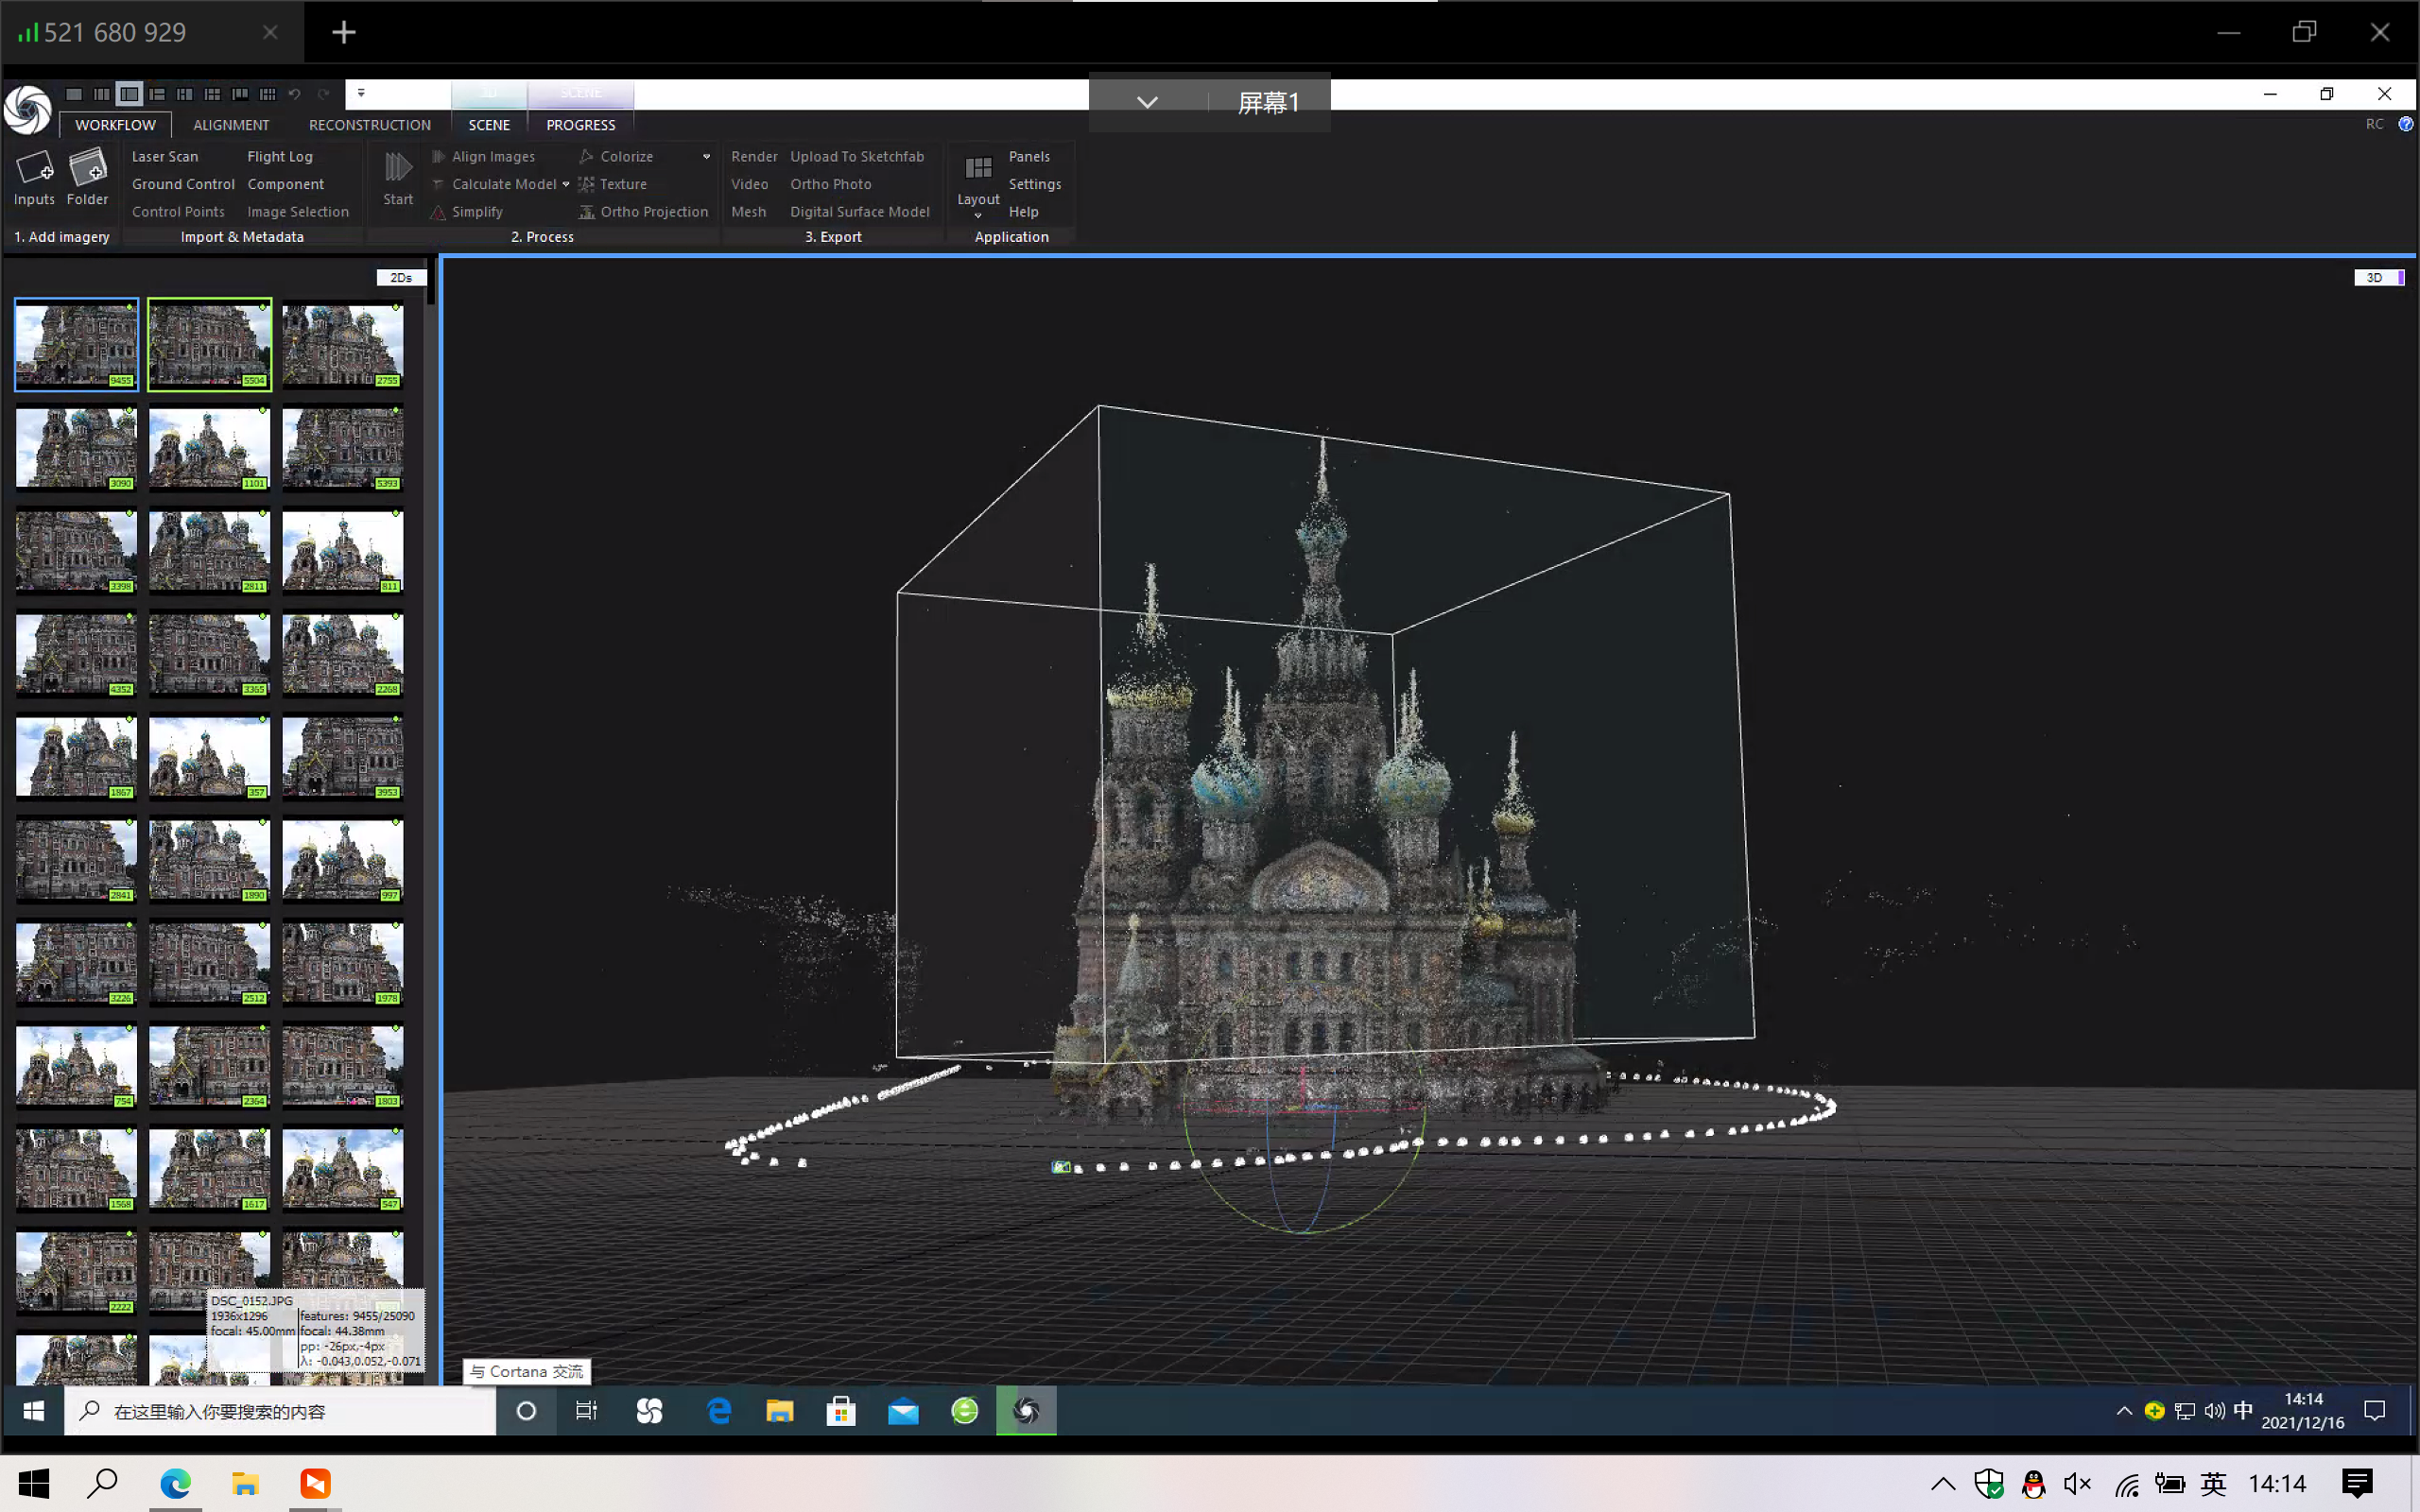 521 680 929
屏幕1
3D SCENE
WORKFLOW ALIGNMENT RECONSTRUCTION SCENE PROGRESS
RC
Inputs
Folder
1. Add imagery
Laser Scan Flight Log
Ground Control Component
Control Points Image Selection
Import & Metadata
Start
Align Images Colorize
Calculate Model Texture
Simplify Ortho Projection
2. Process
Render Upload To Sketchfab
Video Ortho Photo
Mesh Digital Surface Model
3. Export
Layout
Panels
Settings
Help
Application
2Ds
3D
9455 5504 2755
3090 1101 5393
3398 2811 811
4352 3365 2268
1867 357 3953
2841 1890 997
3226 2512 1978
754 2364 1803
1568 1617 547
2222
DSC_0152.JPG
1936x1296 features: 9455/25090
focal: 45.00mm focal: 44.38mm
pp: -26px,-4px
λ: -0.043,0.052,-0.071
与 Cortana 交流
在这里输入你要搜索的内容
中
14:14
2021/12/16
英
14:14